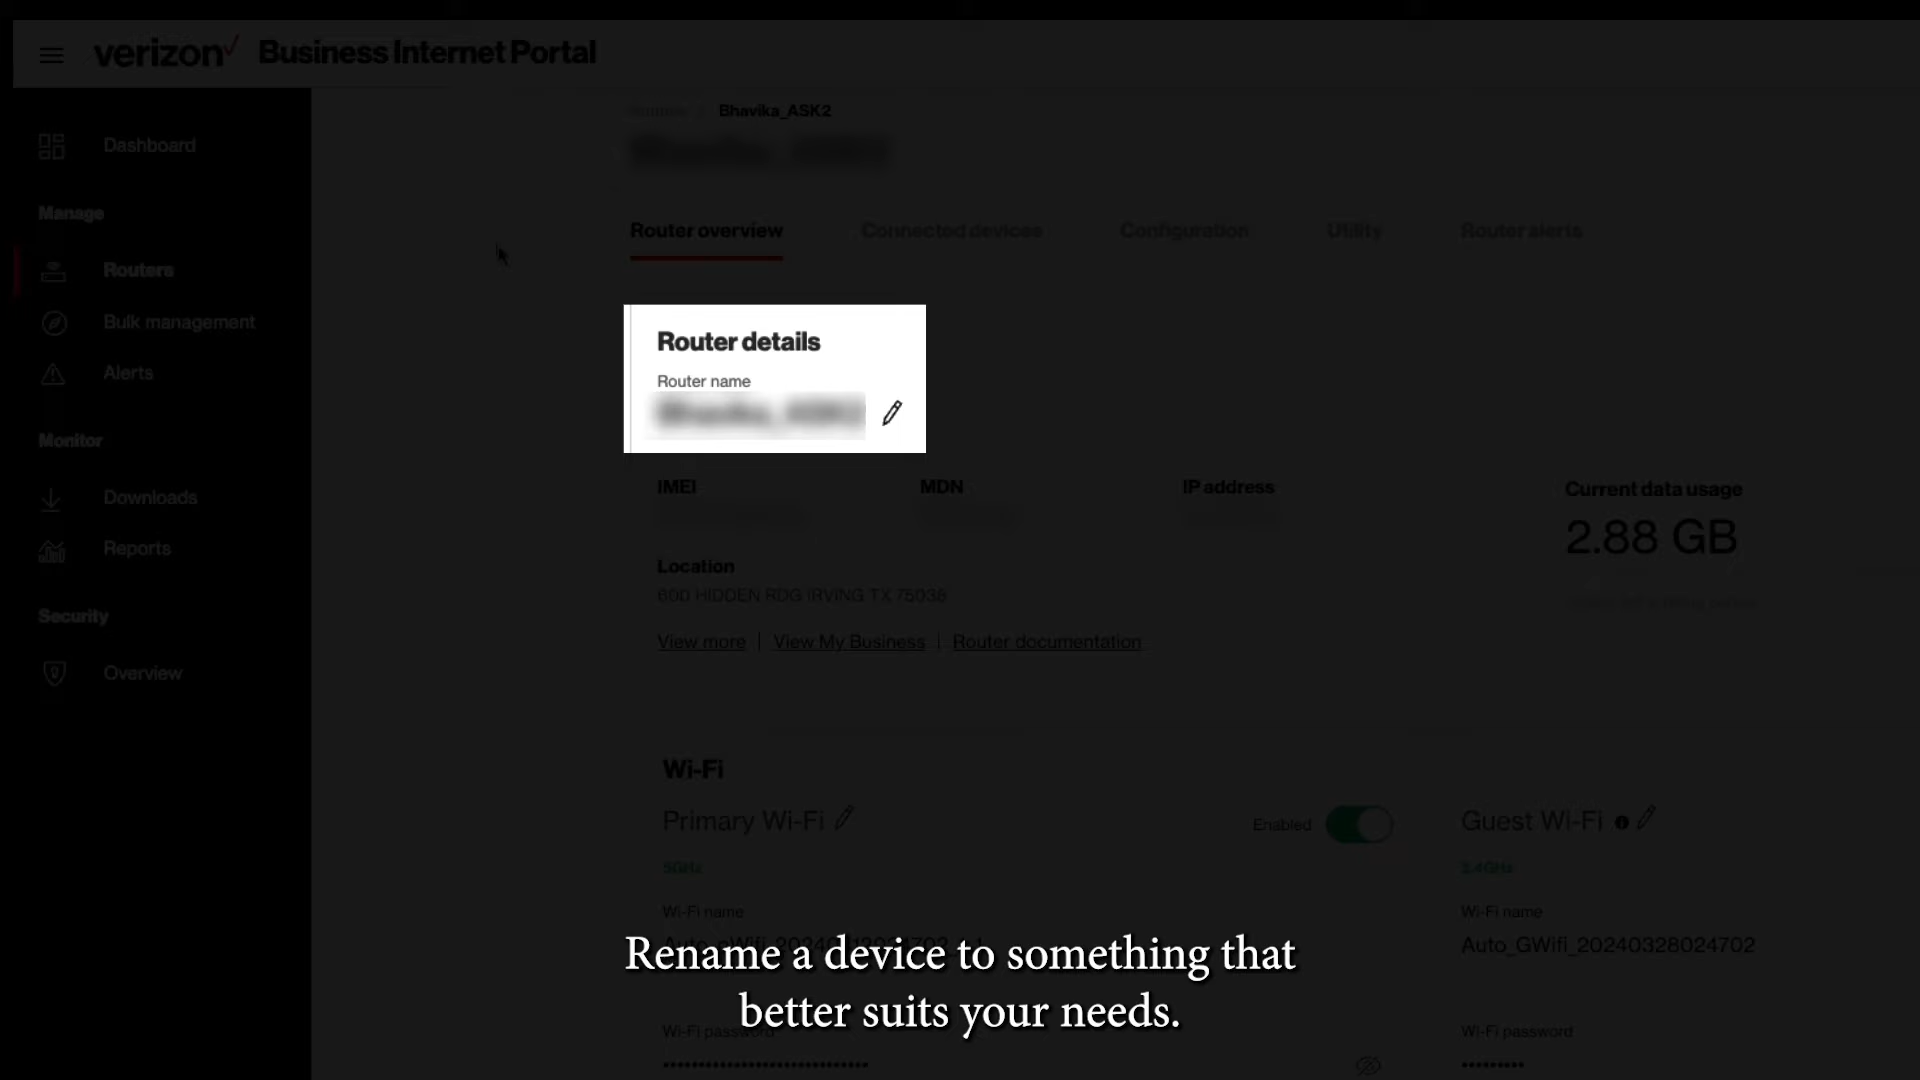 verizon Business Internet Portal
Bhavika_ASK2
Dashboard
Manage
Routers
Bulk management
Alerts
Monitor
Downloads
Reports
Security
Overview
Router overview Connected devices Configuration Utility Router alerts
Router details
Router name
IMEI MDN IP address
Current data usage
2.88 GB
Location
600 HIDDEN RDG IRVING TX 75038
View more | View My Business | Router documentation
Wi-Fi
Primary Wi-Fi Enabled
5GHz
Wi-Fi name
Wi-Fi password
Guest Wi-Fi
2.4GHz
Wi-Fi name
Auto_GWifi_20240328024702
Wi-Fi password
Rename a device to something that
better suits your needs.